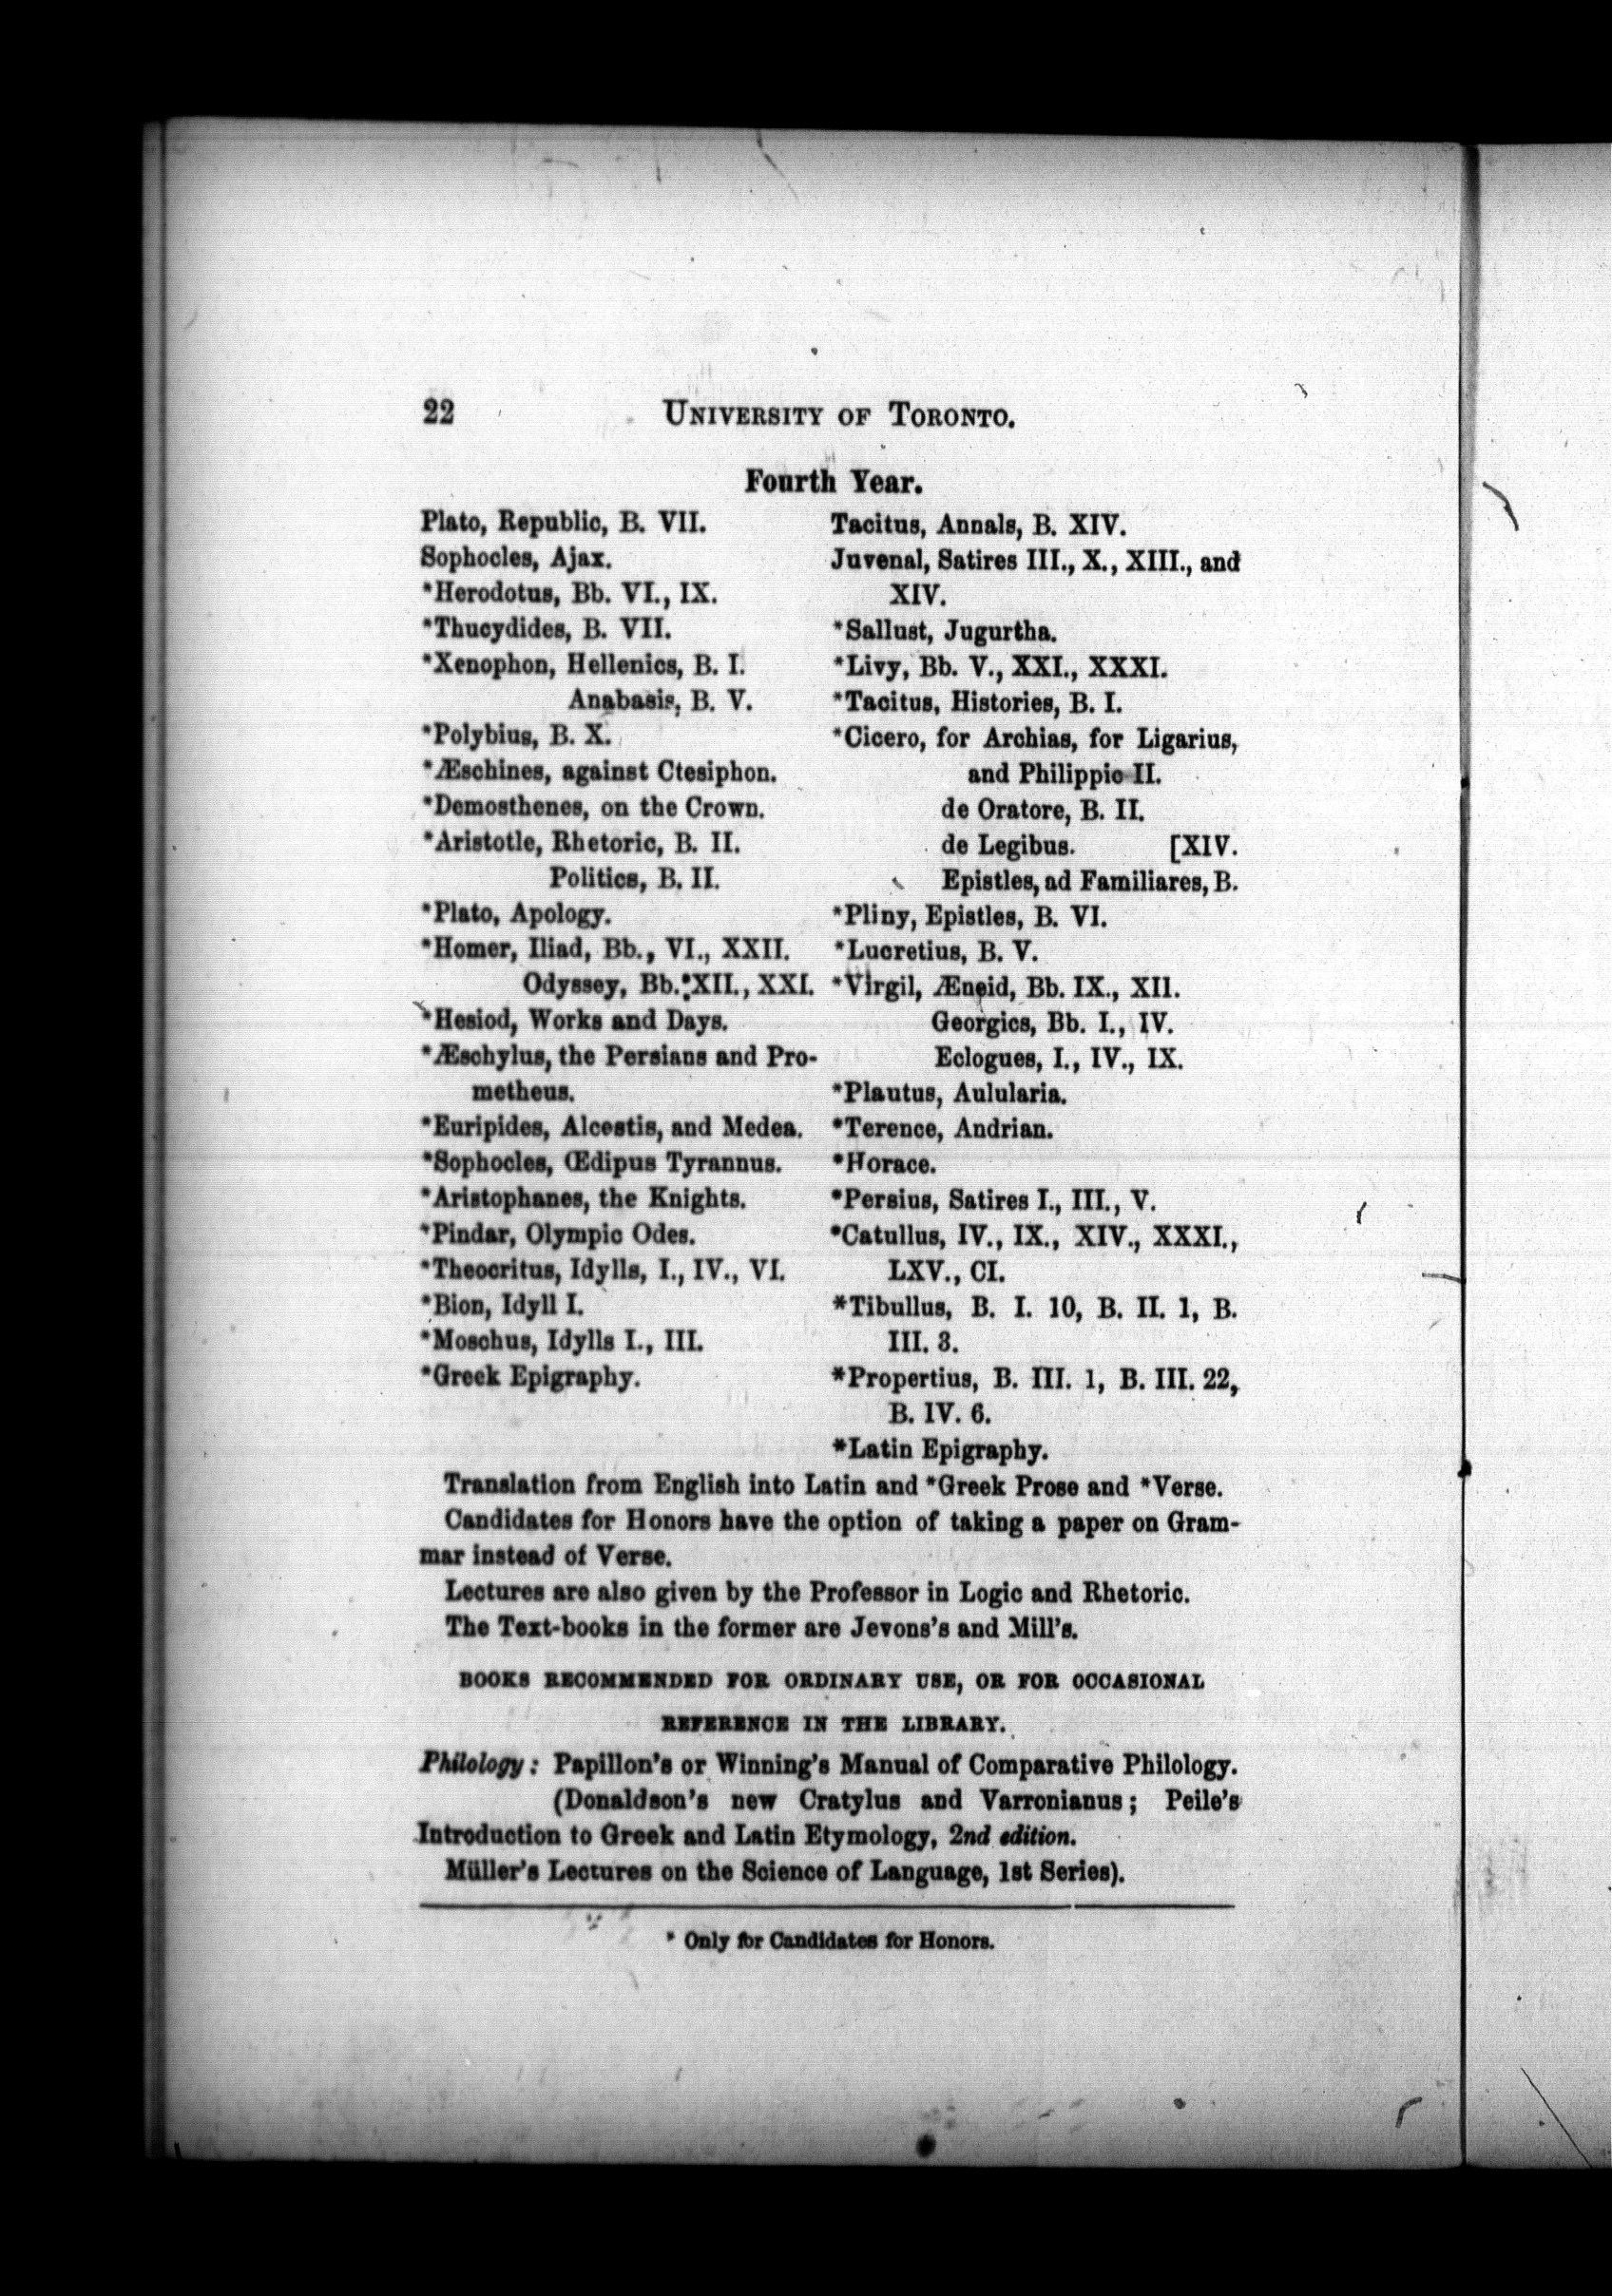 22 UNIVERSITY OF TORONTO.
Fourth Year.
Plato, Republic, B. VII.
Sophocles, Ajax.
*Herodotus, Bb. VI., IX.
*Thucydides, B. VII.
*Xenophon, Hellenics, B. I.
Anabasis, B. V.
*Polybius, B. X.
*Æschines, against Ctesiphon.
*Demosthenes, on the Crown.
*Aristotle, Rhetoric, B. II.
Politics, B. II.
*Plato, Apology.
*Homer, Iliad, Bb., VI., XXII.
Odyssey, Bb. XII., XXI.
*Hesiod, Works and Days.
*Æschylus, the Persians and Pro-
metheus.
*Euripides, Alcestis, and Medea.
*Sophocles, Œdipus Tyrannus.
*Aristophanes, the Knights.
*Pindar, Olympic Odes.
*Theocritus, Idylls, I., IV., VI.
*Bion, Idyll I.
*Moschus, Idylls I., III.
*Greek Epigraphy.
Tacitus, Annals, B. XIV.
Juvenal, Satires III., X., XIII., and
XIV.
*Sallust, Jugurtha.
*Livy, Bb. V., XXI., XXXI.
*Tacitus, Histories, B. I.
*Cicero, for Archias, for Ligarius,
and Philippic II.
de Oratore, B. II.
de Legibus. [XIV.
Epistles, ad Familiares, B.
*Pliny, Epistles, B. VI.
*Lucretius, B. V.
*Virgil, Æneid, Bb. IX., XII.
Georgics, Bb. I., IV.
Eclogues, I., IV., IX.
*Plautus, Aulularia.
*Terence, Andrian.
*Horace.
*Persius, Satires I., III., V.
*Catullus, IV., IX., XIV., XXXI.,
LXV., CI.
*Tibullus, B. I. 10, B. II. 1, B.
III. 3.
*Propertius, B. III. 1, B. III. 22,
B. IV. 6.
*Latin Epigraphy.
Translation from English into Latin and *Greek Prose and *Verse.
Candidates for Honors have the option of taking a paper on Gram-
mar instead of Verse.
Lectures are also given by the Professor in Logic and Rhetoric.
The Text-books in the former are Jevons's and Mill's.
BOOKS RECOMMENDED FOR ORDINARY USE, OR FOR OCCASIONAL
REFERENCE IN THE LIBRARY.
Philology: Papillon's or Winning's Manual of Comparative Philology.
(Donaldson's new Cratylus and Varronianus; Peile's
Introduction to Greek and Latin Etymology, 2nd edition.
Müller's Lectures on the Science of Language, 1st Series).
* Only for Candidates for Honors.